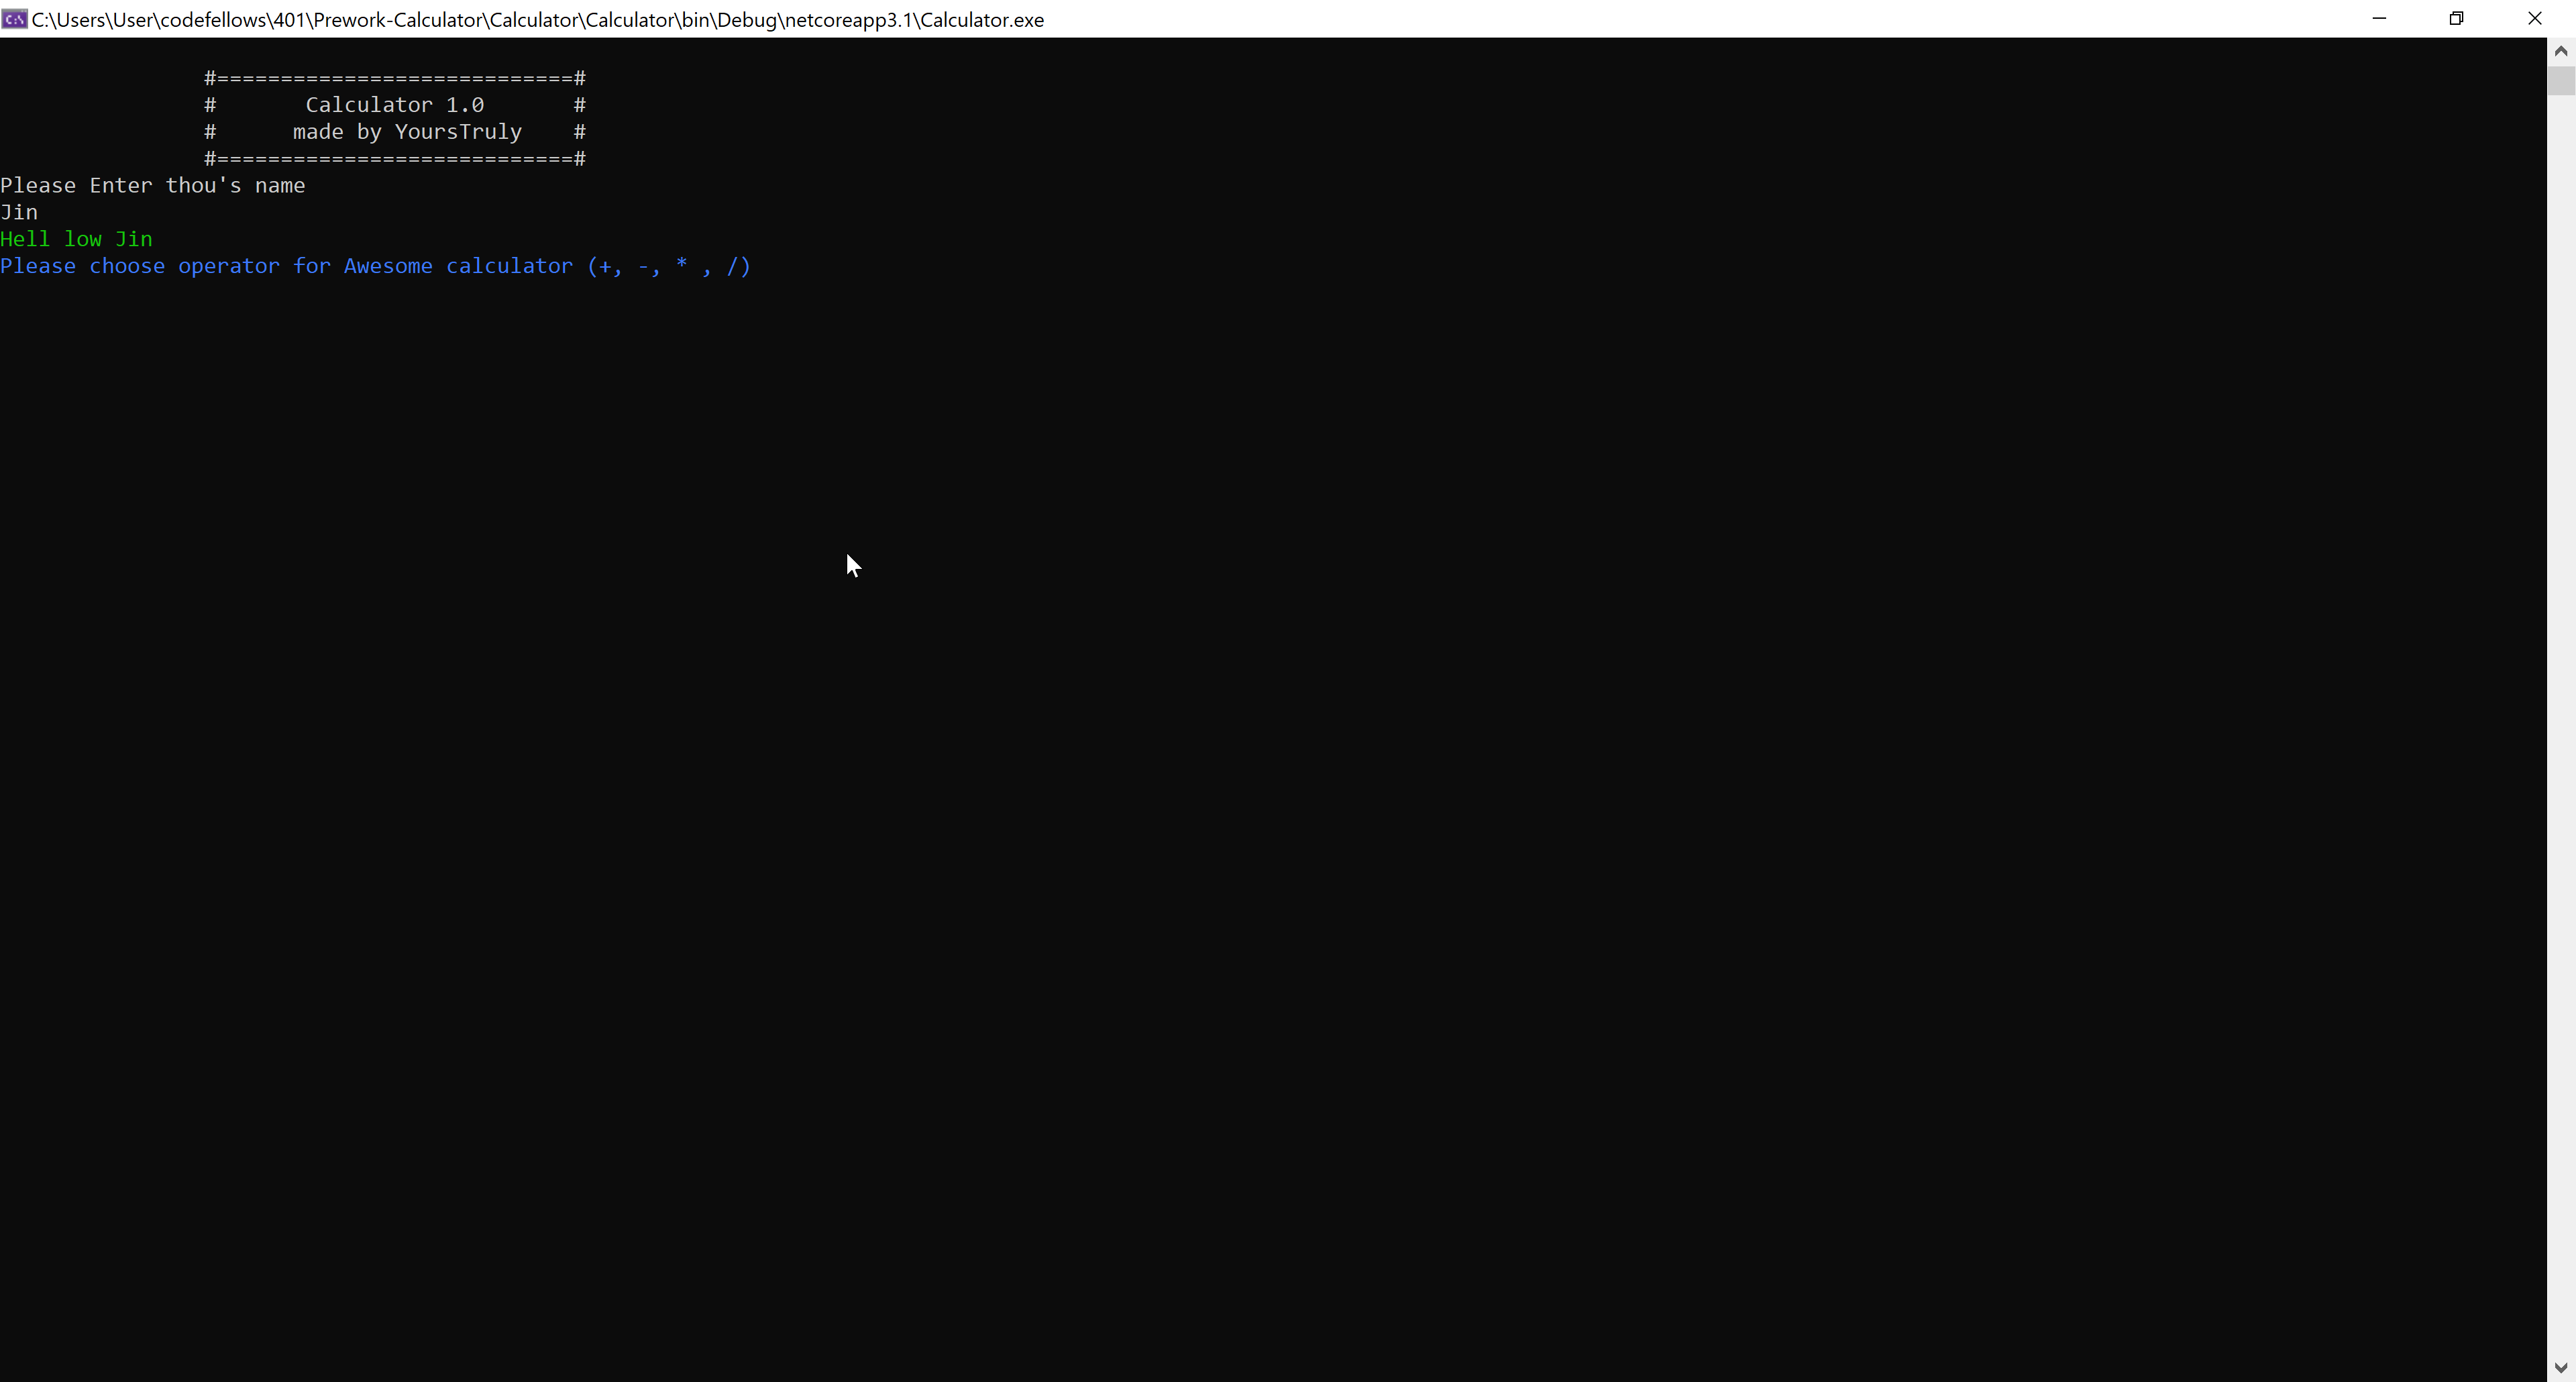 C:\Users\User\codefellows\401\Prework-Calculator\Calculator\Calculator\bin\Debug\netcoreapp3.1\Calculator.exe
#============================#
#       Calculator 1.0       #
#      made by YoursTruly    #
#============================#
Please Enter thou's name
Jin
Hell low Jin
Please choose operator for Awesome calculator (+, -, * , /)